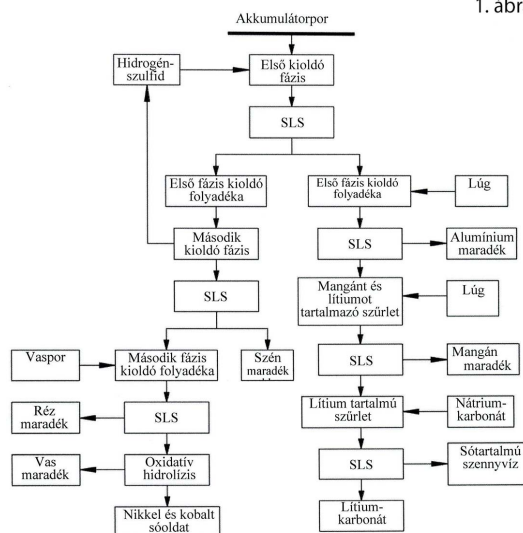 1. ábr
Akkumulátorpor
Hidrogén-
szulfid
Első kioldó
fázis
SLS
Első fázis kioldó
folyadéka
Első fázis kioldó
folyadéka
Lúg
Második
kioldó fázis
SLS
Alumínium
maradék
SLS
Mangánt és
lítiumot
tartalmazó szűrlet
Lúg
Vaspor
Második fázis
kioldó folyadéka
Szén
maradék
SLS
Mangán
maradék
Réz
maradék
SLS
Lítium tartalmú
szűrlet
Nátrium-
karbonát
Vas
maradék
Oxidatív
hidrolízis
SLS
Sótartalmú
szennyvíz
Nikkel és kobalt
sóoldat
Lítium-
karbonát